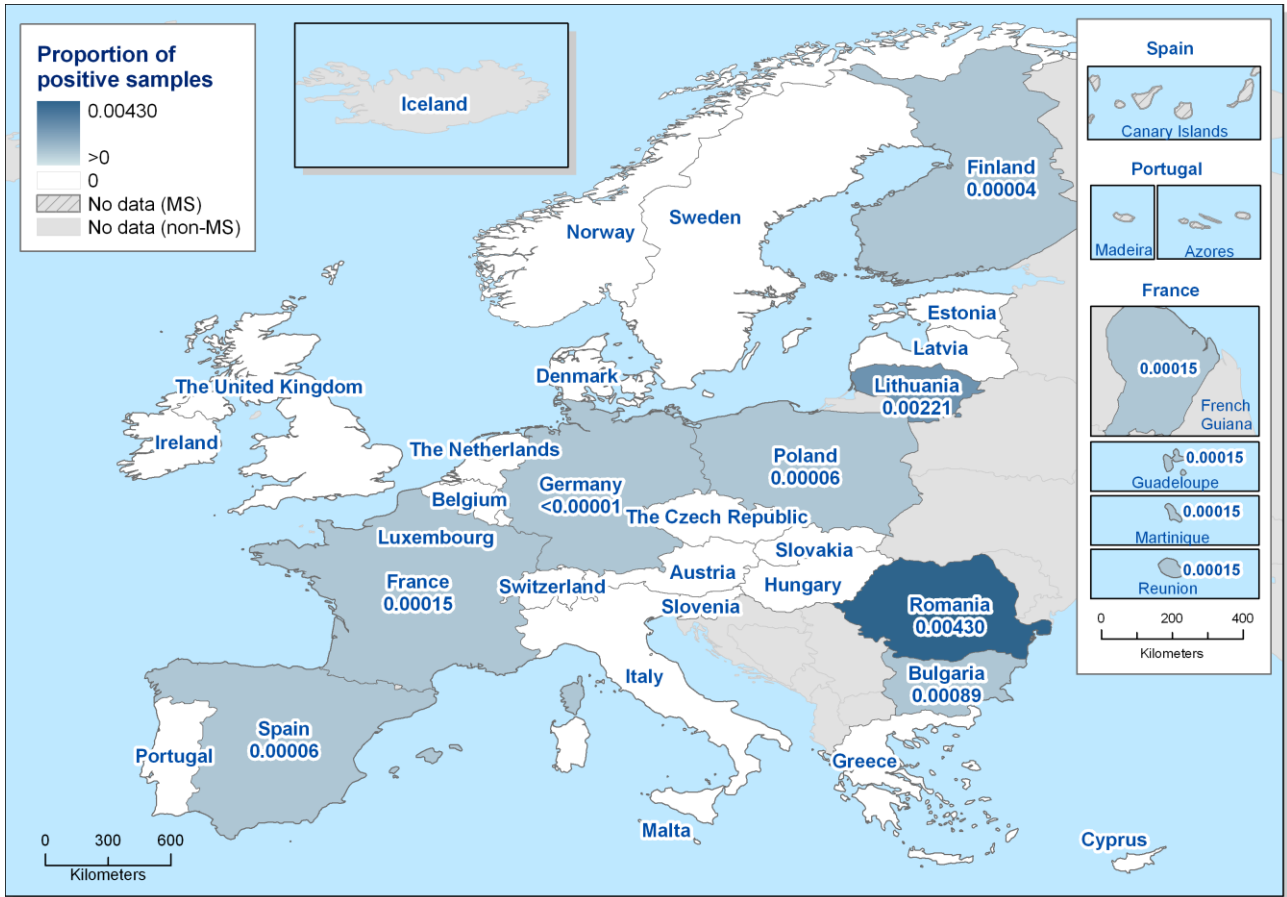 Proportion of
positive samples
0.00430
>0
0
No data (MS)
No data (non-MS)
Iceland
Finland
0.00004
Sweden
Norway
Estonia
Latvia
Lithuania
0.00221
Denmark
The United Kingdom
Ireland
The Netherlands
Belgium
Luxembourg
Germany
<0.00001
Poland
0.00006
The Czech Republic
Slovakia
Austria
Hungary
Switzerland
Slovenia
France
0.00015
Romania
0.00430
Bulgaria
0.00089
Italy
Spain
0.00006
Portugal
Greece
Malta
Cyprus
0 300 600
Kilometers
Spain
Canary Islands
Portugal
Madeira
Azores
France
0.00015
French
Guiana
0.00015
Guadeloupe
0.00015
Martinique
0.00015
Reunion
0 200 400
Kilometers